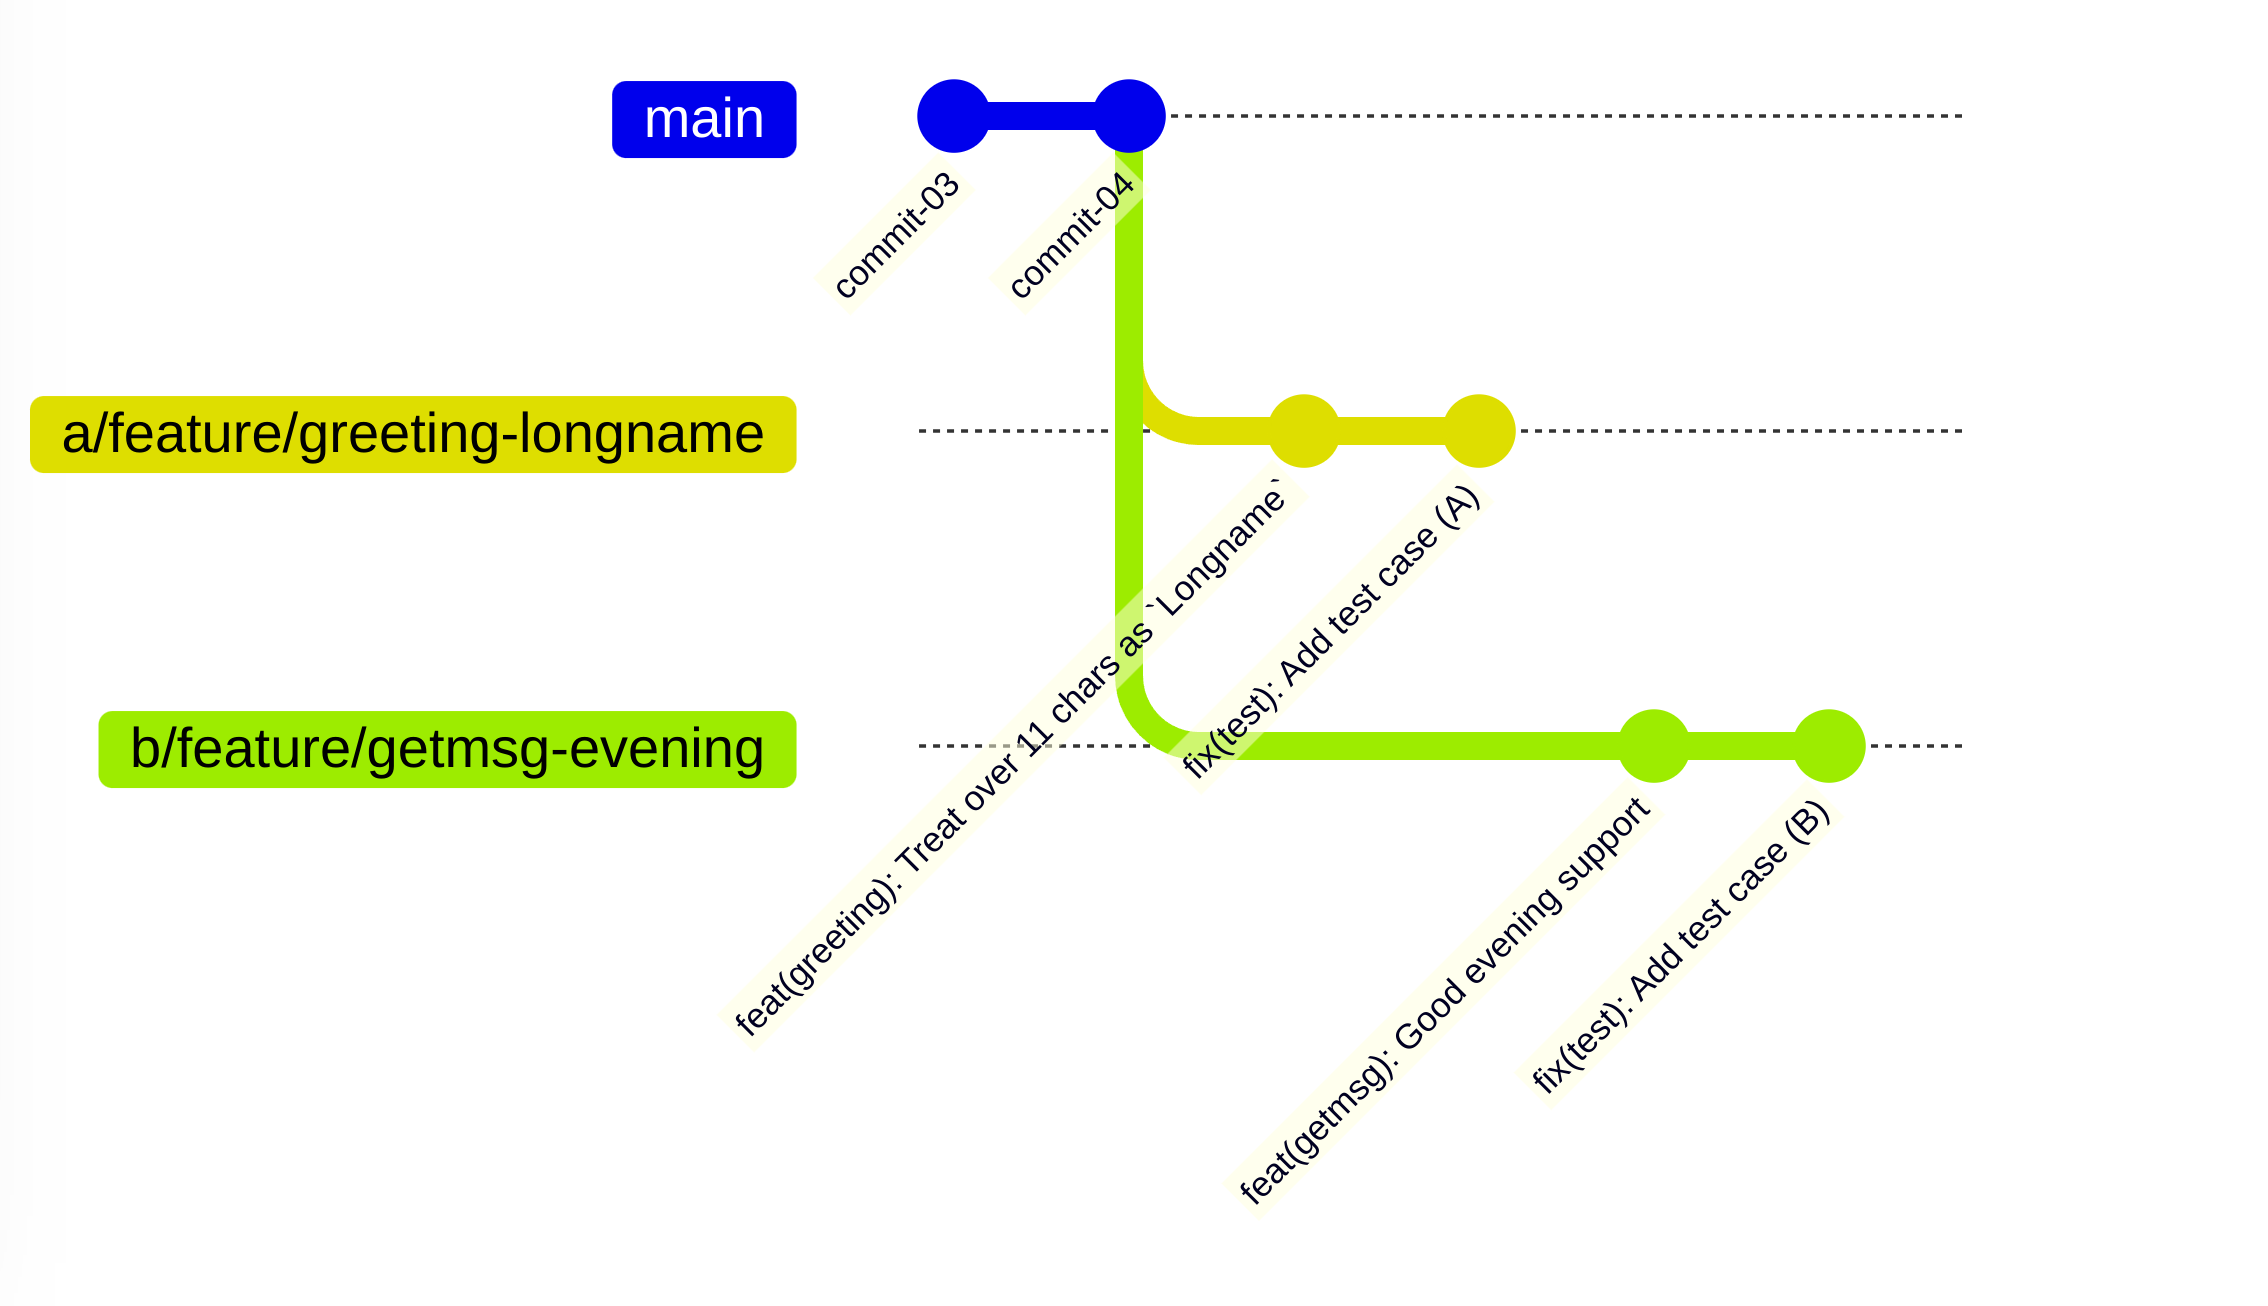 main
commit-03
commit-04
a/feature/greeting-longname
feat(greeting): Treat over 11 chars as `Longname`
fix(test): Add test case (A)
b/feature/getmsg-evening
feat(getmsg): Good evening support
fix(test): Add test case (B)